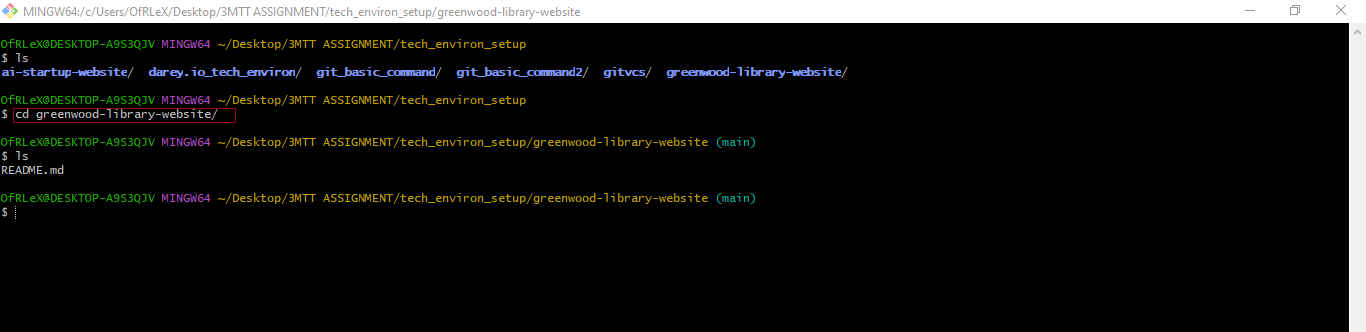 MINGW64:/c/Users/OfRLeX/Desktop/3MTT ASSIGNMENT/tech_environ_setup/greenwood-library-website
OfRLeX@DESKTOP-A9S3QJV MINGW64 ~/Desktop/3MTT ASSIGNMENT/tech_environ_setup
$ ls
ai-startup-website/  darey.io_tech_environ/  git_basic_command/  git_basic_command2/  gitvcs/  greenwood-library-website/
OfRLeX@DESKTOP-A9S3QJV MINGW64 ~/Desktop/3MTT ASSIGNMENT/tech_environ_setup
$ cd greenwood-library-website/
OfRLeX@DESKTOP-A9S3QJV MINGW64 ~/Desktop/3MTT ASSIGNMENT/tech_environ_setup/greenwood-library-website (main)
$ ls
README.md
OfRLeX@DESKTOP-A9S3QJV MINGW64 ~/Desktop/3MTT ASSIGNMENT/tech_environ_setup/greenwood-library-website (main)
$